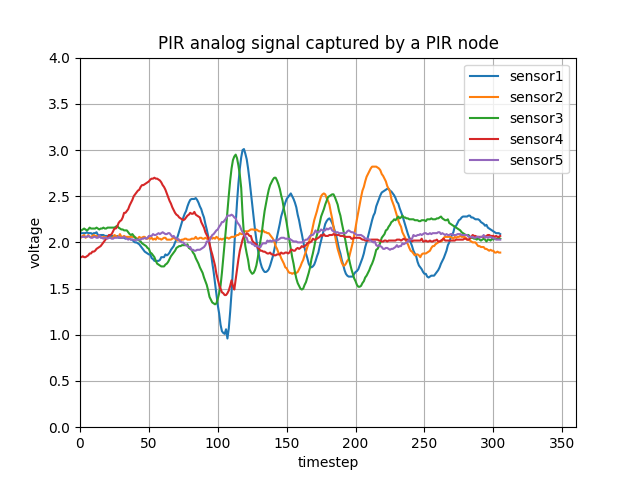 PIR analog signal captured by a PIR node
4.0
3.5
3.0
2.5
2.0
1.5
1.0
0.5
0.0
voltage
sensor1
sensor2
sensor3
sensor4
sensor5
0 50 100 150 200 250 300 350
timestep